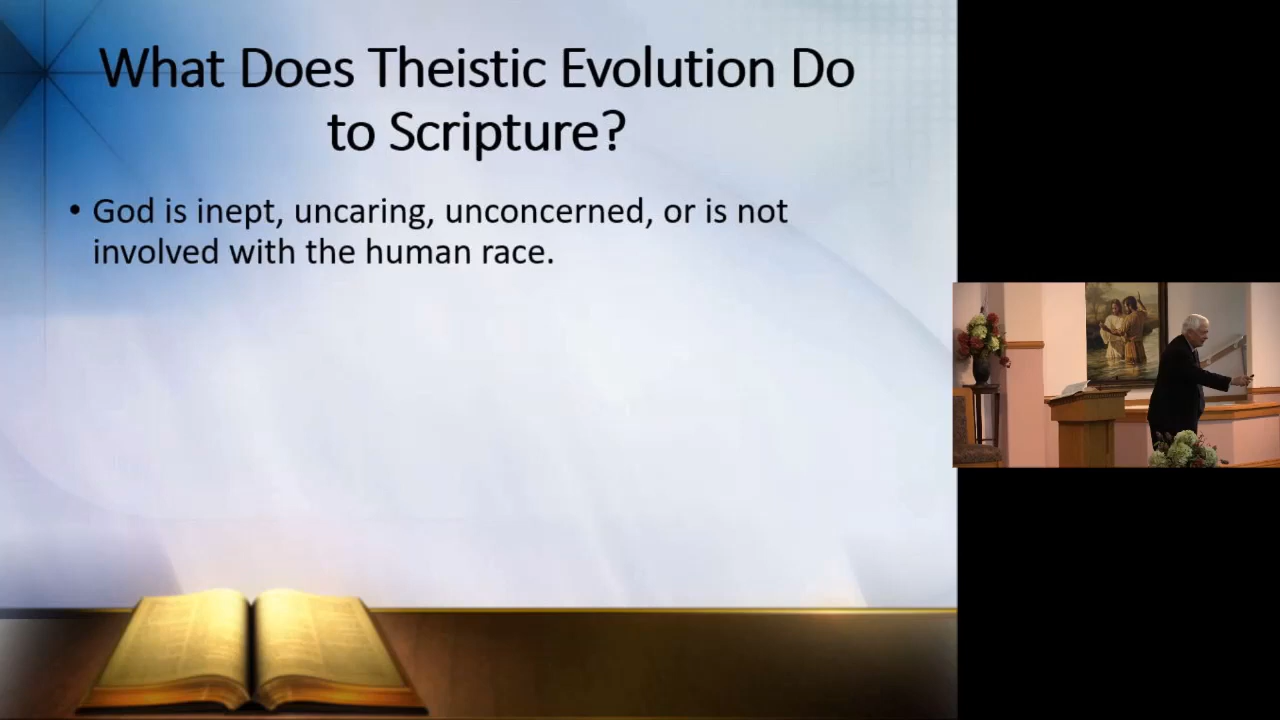 What Does Theistic Evolution Do
to Scripture?
• God is inept, uncaring, unconcerned, or is not
involved with the human race.